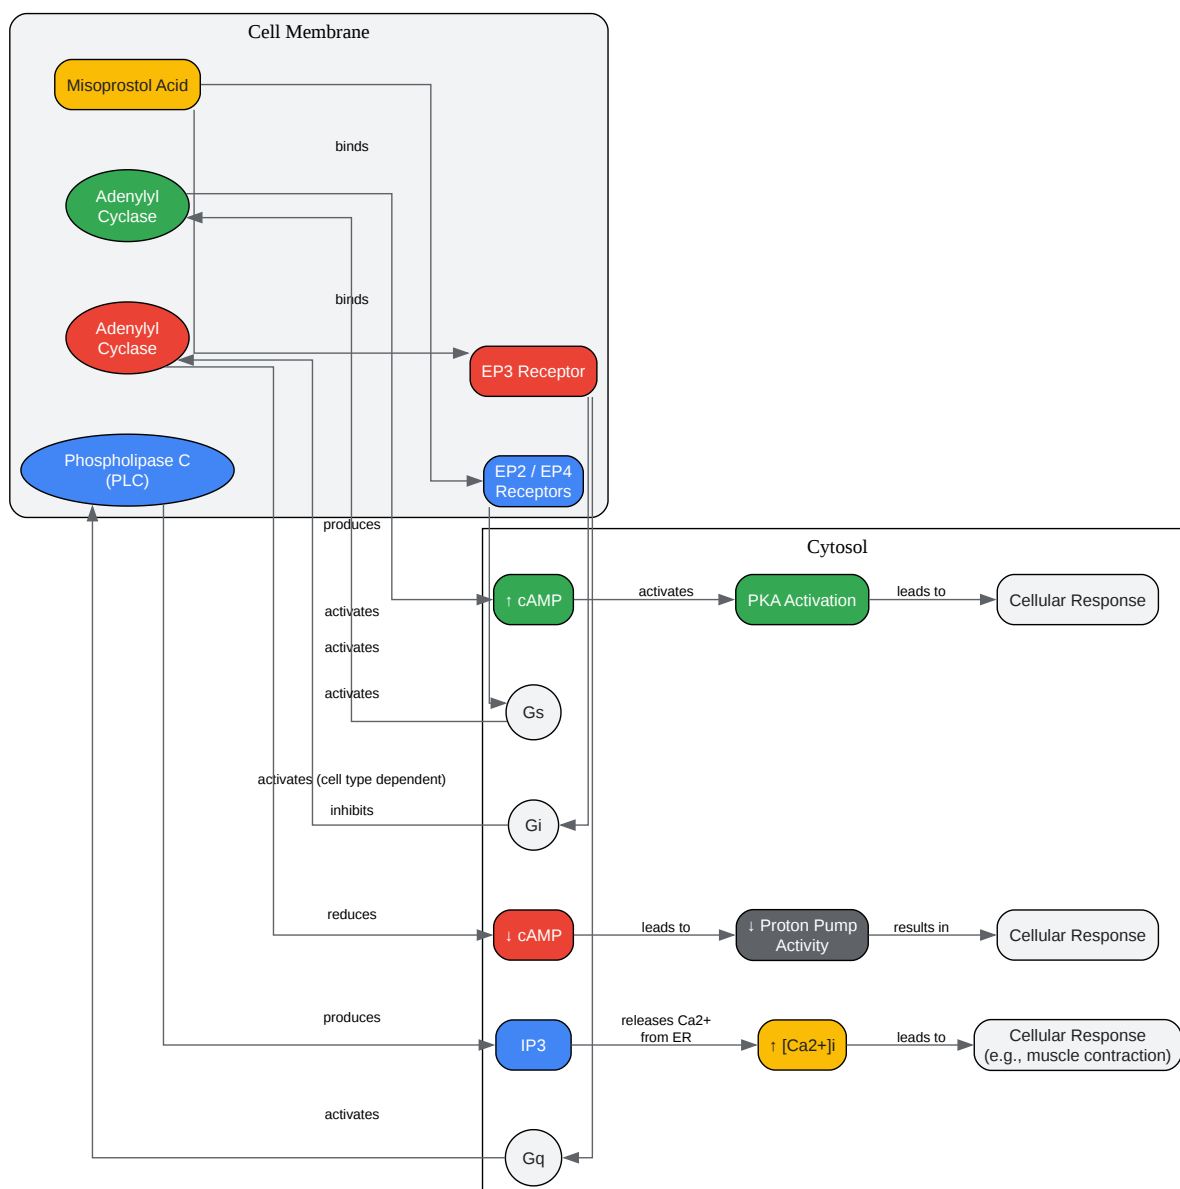 Cell Membrane
Misoprostol Acid
binds
Adenylyl
Cyclase
binds
Adenylyl
Cyclase
EP3 Receptor
Phospholipase C
(PLC)
EP2 / EP4
Receptors
produces
Cytosol
↑ cAMP
activates
PKA Activation
leads to
Cellular Response
activates
activates
activates
Gs
activates (cell type dependent)
inhibits
Gi
reduces
↓ cAMP
leads to
↓ Proton Pump
Activity
results in
Cellular Response
produces
IP3
releases Ca2+
from ER
↑ [Ca2+]i
leads to
Cellular Response
(e.g., muscle contraction)
activates
Gq